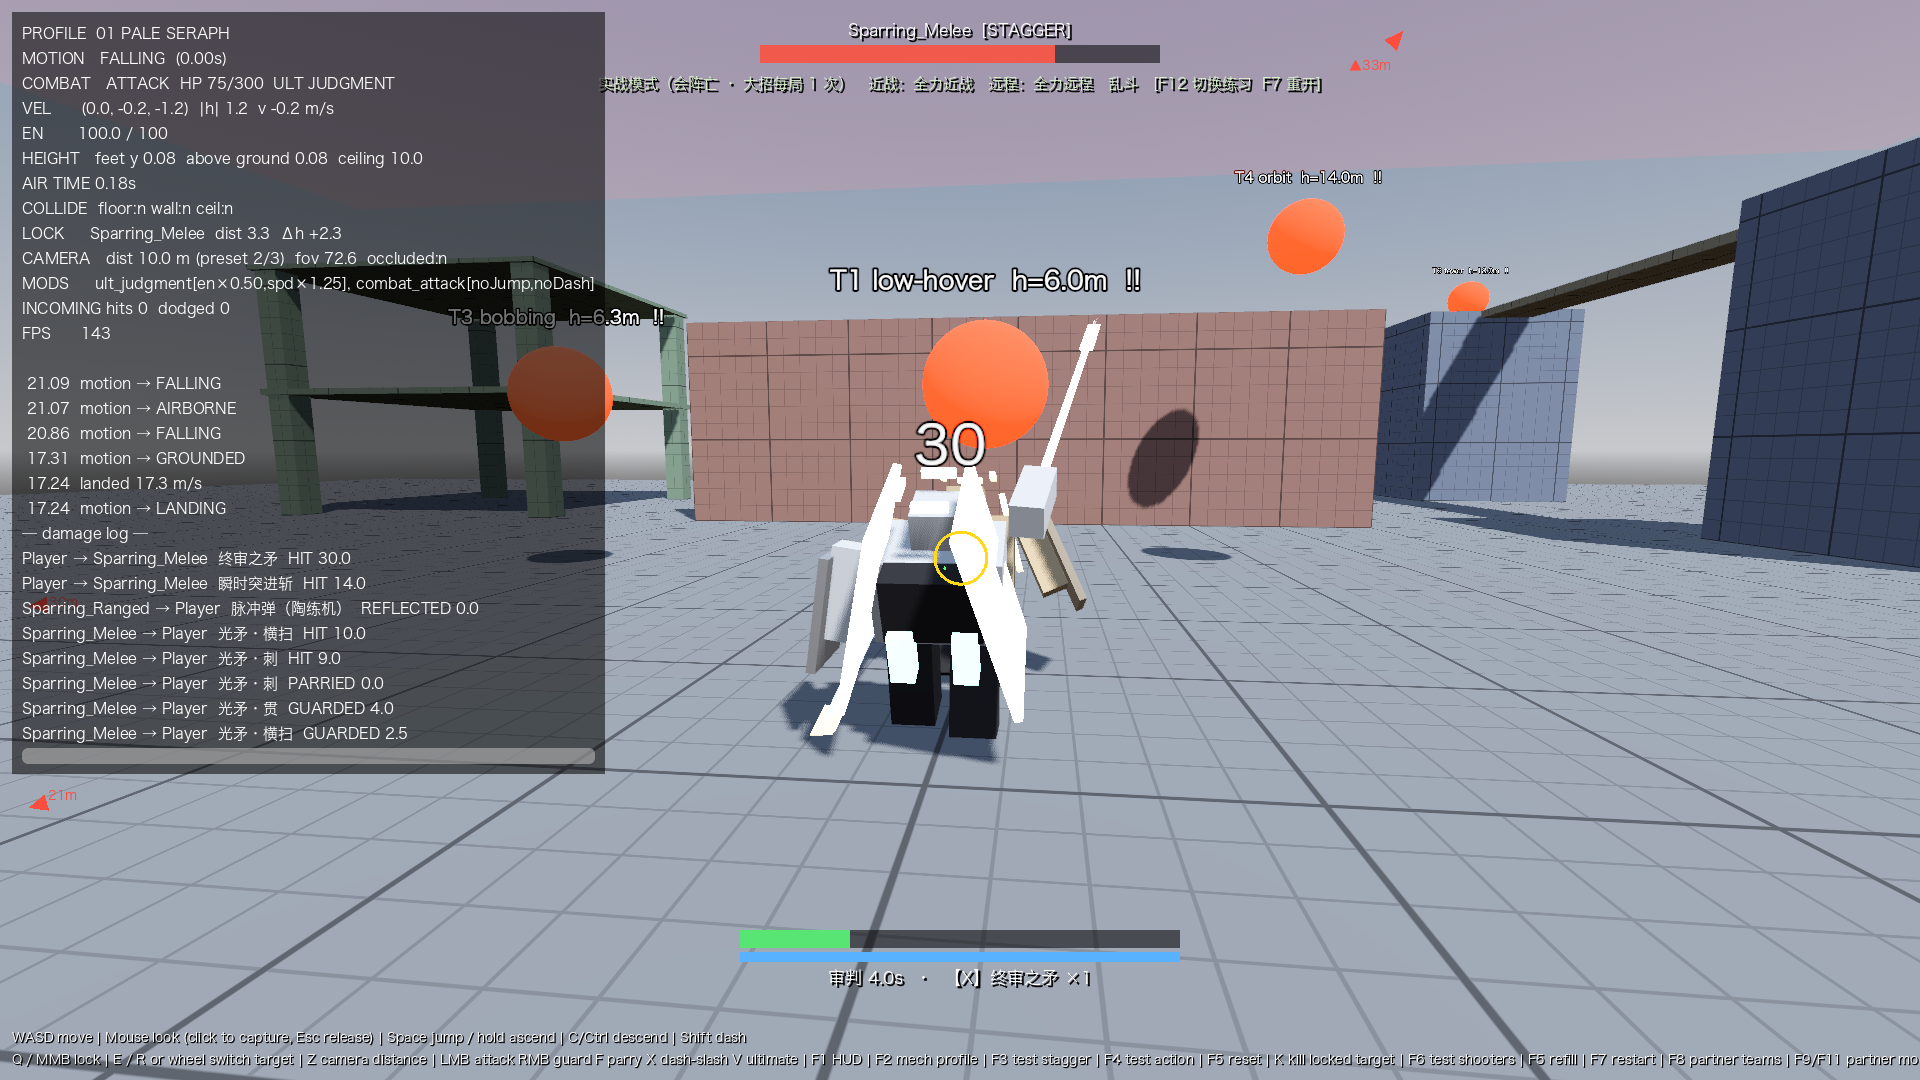 PROFILE  01 PALE SERAPH
MOTION   FALLING  (0.00s)
COMBAT   ATTACK  HP 75/300  ULT JUDGMENT
VEL      (0.0, -0.2, -1.2)  |h| 1.2  v -0.2 m/s
EN       100.0 / 100
HEIGHT   feet y 0.08  above ground 0.08  ceiling 10.0
AIR TIME 0.18s
COLLIDE  floor:n wall:n ceil:n
LOCK     Sparring_Melee  dist 3.3  Δh +2.3
CAMERA   dist 10.0 m (preset 2/3)  fov 72.6  occluded:n
MODS     ult_judgment[en×0.50,spd×1.25], combat_attack[noJump,noDash]
INCOMING hits 0  dodged 0
FPS      143
21.09  motion → FALLING
21.07  motion → AIRBORNE
20.86  motion → FALLING
17.31  motion → GROUNDED
17.24  landed 17.3 m/s
17.24  motion → LANDING
— damage log —
Player → Sparring_Melee  终审之矛  HIT 30.0
Player → Sparring_Melee  瞬时突进斩  HIT 14.0
Sparring_Ranged → Player  脉冲弹（陶练机）  REFLECTED 0.0
Sparring_Melee → Player  光矛·横扫  HIT 10.0
Sparring_Melee → Player  光矛·刺  HIT 9.0
Sparring_Melee → Player  光矛·刺  PARRIED 0.0
Sparring_Melee → Player  光矛·贯  GUARDED 4.0
Sparring_Melee → Player  光矛·横扫  GUARDED 2.5
Sparring_Melee  [STAGGER]
实战模式（会阵亡 · 大招每局 1 次）  近战：全力近战  远程：全力远程  乱斗  [F12 切换练习  F7 重开]
▲33m
T4 orbit  h=14.0m  !!
T1 low-hover  h=6.0m  !!
T3 bobbing  h=6.3m  !!
30
21m
审判 4.0s  ·  【X】终审之矛 ×1
WASD move | Mouse look (click to capture, Esc release) | Space jump / hold ascend | C/Ctrl descend | Shift dash
Q / MMB lock | E / R or wheel switch target | Z camera distance | LMB attack RMB guard F parry X dash-slash V ultimate | F1 HUD | F2 mech profile | F3 test stagger | F4 test action | F5 reset | K kill locked target | F6 test shooters | F5 refill | F7 restart | F8 partner teams | F9/F11 partner mo